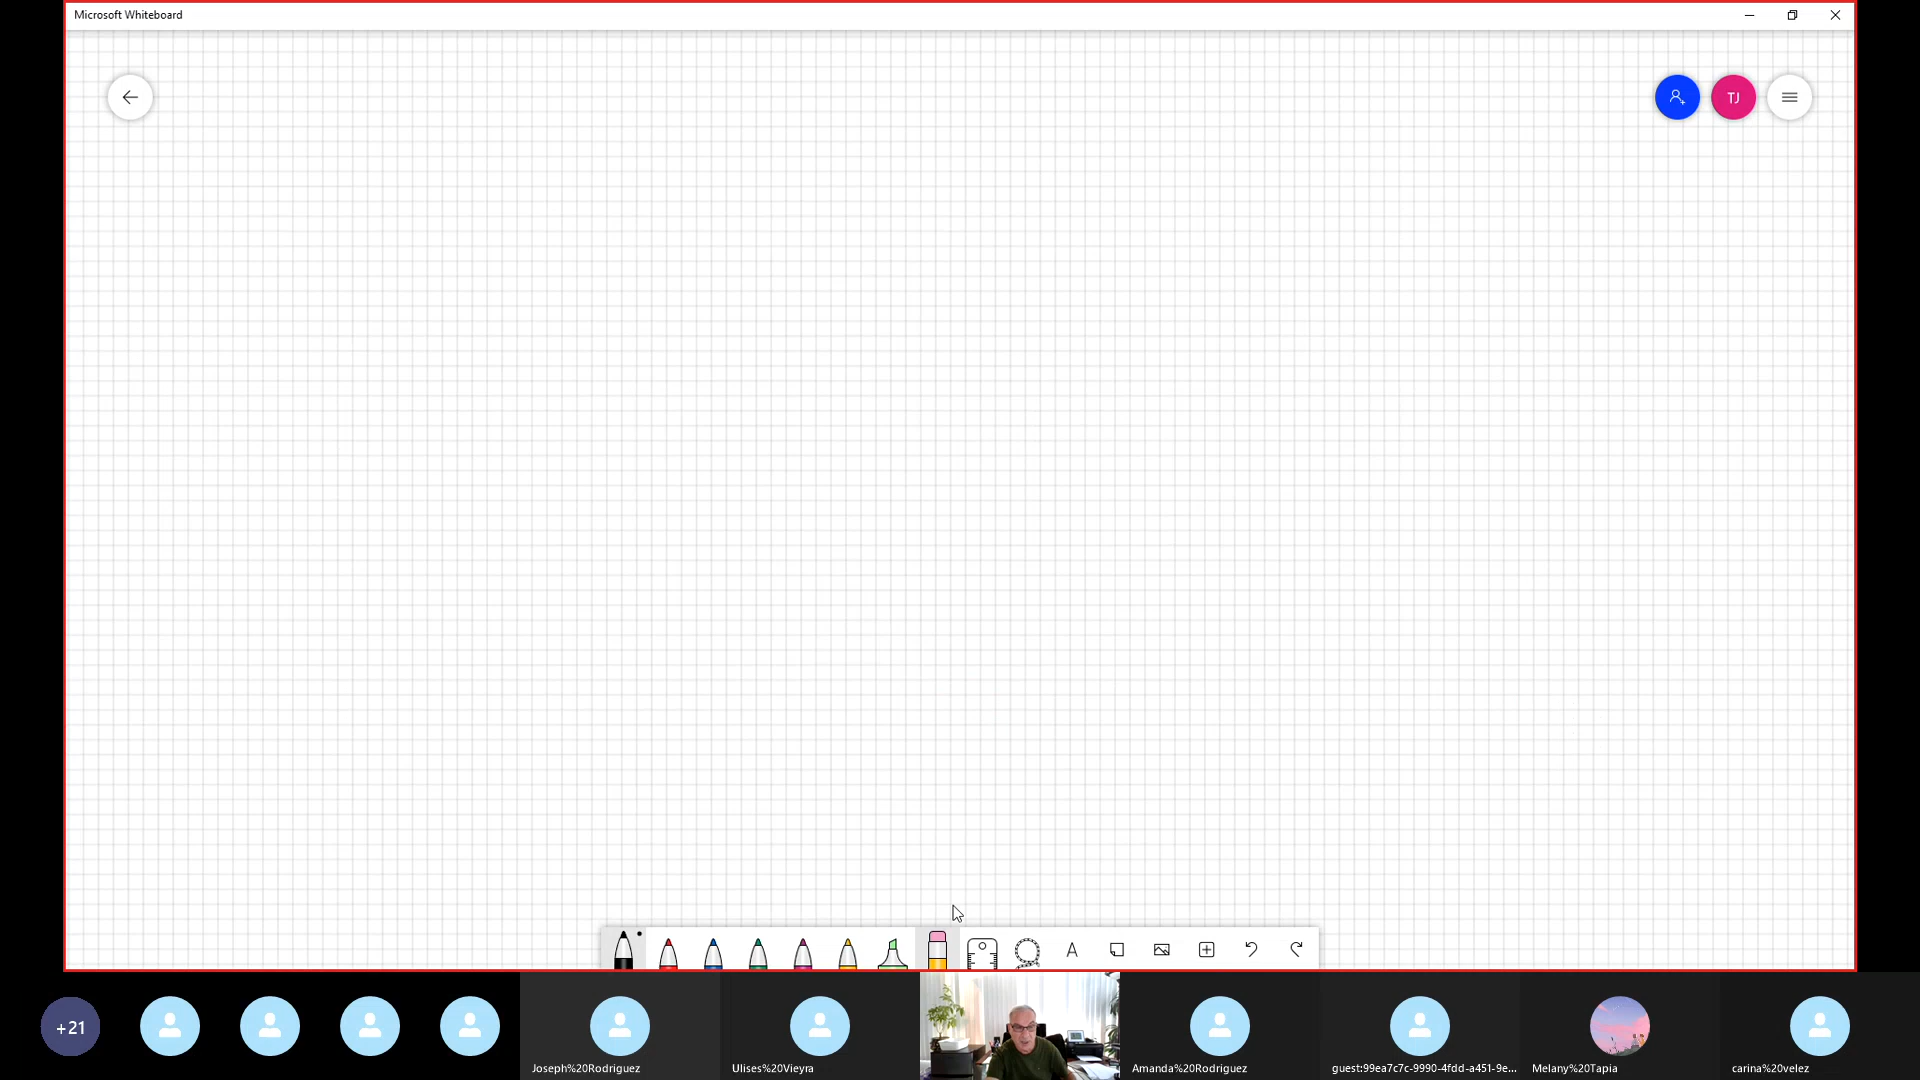 Microsoft Whiteboard
TJ
A
+21
Joseph%20Rodriguez
Ulises%20Vieyra
Amanda%20Rodriguez
guest:99ea7c7c-9990-4fdd-a451-9e...
Melany%20Tapia
carina%20velez